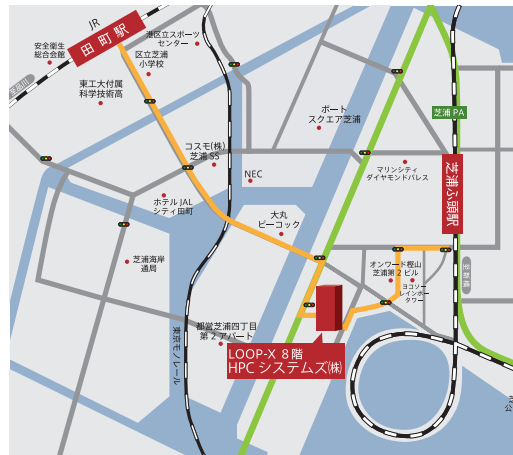 JR
田町駅
港区立スポーツ
センター
安全衛生
総合会館
区立芝浦
小学校
至品川
東工大付属
科学技術高
ポート
スクエア芝浦
芝浦 PA
コスモ(株)
芝浦 SS
NEC
マリンシティ
ダイヤモンドパレス
芝浦ふ頭駅
ホテル JAL
シティ田町
大丸
ピーコック
芝浦海岸
通局
オンワード樫山
芝浦第 2 ビル
至新橋
ヨコソー
レインボー
タワー
都営芝浦四丁目
第 2 アパート
東京モノレール
LOOP-X 8 階
HPC システムズ(株)